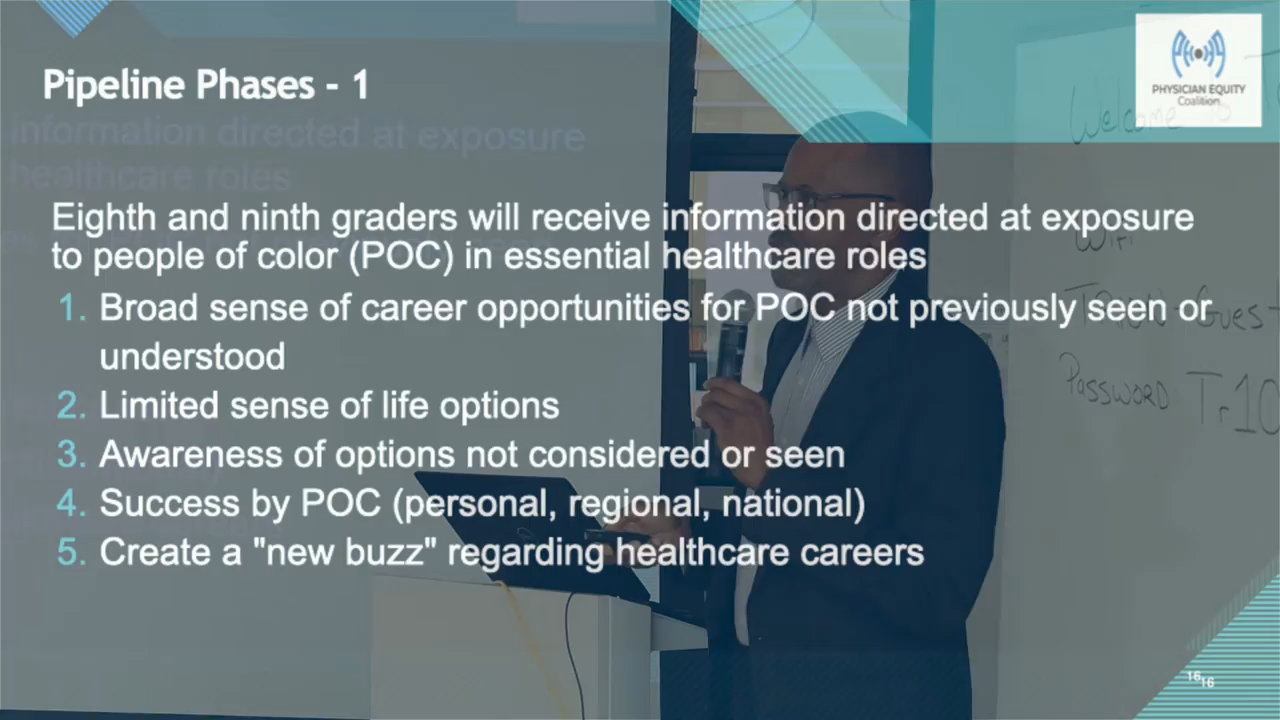 Pipeline Phases - 1
PHYSICIAN EQUITY
Coalition
Welcome
information directed at exposure
healthcare roles
Eighth and ninth graders will receive information directed at exposure
to people of color (POC) in essential healthcare roles
WiFi
1. Broad sense of career opportunities for POC not previously seen or
understood
Guest
Password Tr10
2. Limited sense of life options
3. Awareness of options not considered or seen
4. Success by POC (personal, regional, national)
5. Create a "new buzz" regarding healthcare careers
16
16